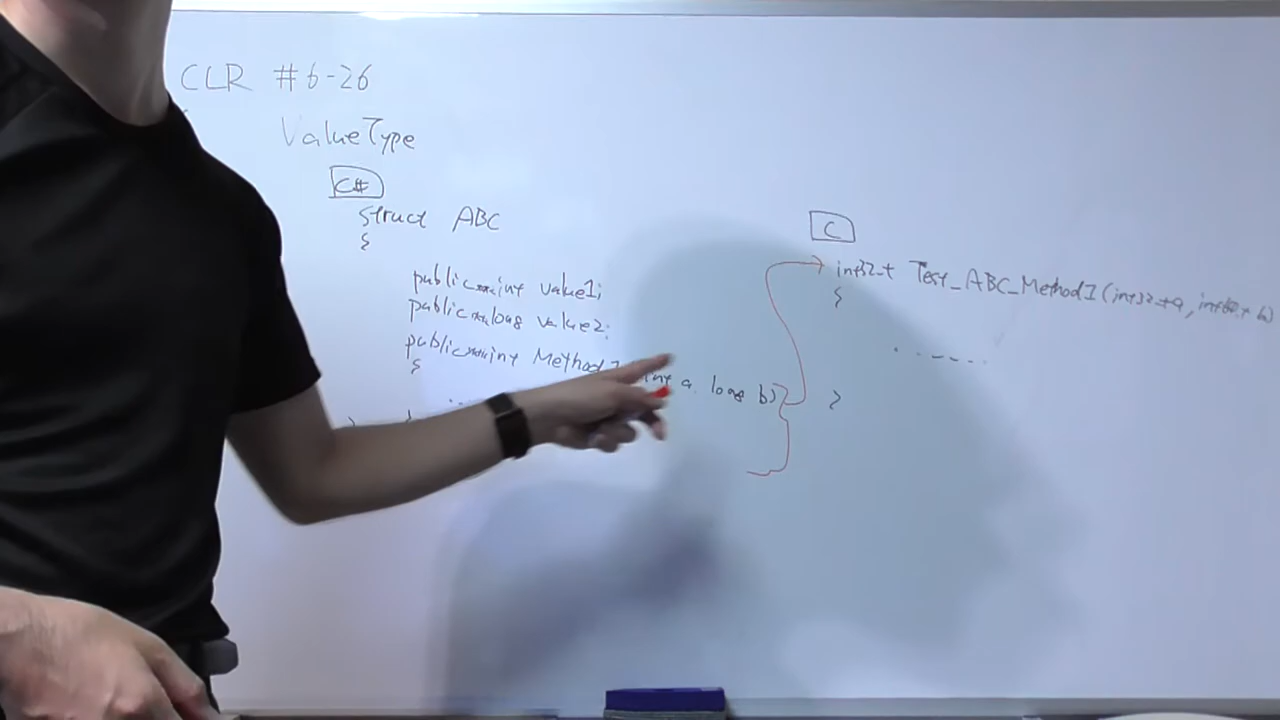 CLR #6-26
ValueType
C#
struct ABC
{
public int value1;
public long value2;
public int Method1 (int a, long b)
{
}
C
int32_t Test_ABC_Method1(int32_t a, int64_t b)
{
.......
}